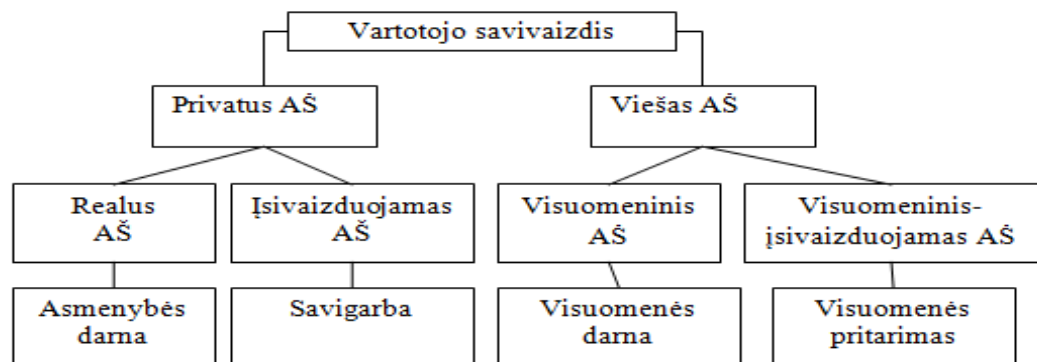 Vartotojo savivaizdis
Privatus AŠ
Viešas AŠ
Realus
AŠ
Įsivaizduojamas
AŠ
Visuomeninis
AŠ
Visuomeninis-
įsivaizduojamas AŠ
Asmenybės
darna
Savigarba
Visuomenės
darna
Visuomenės
pritarimas